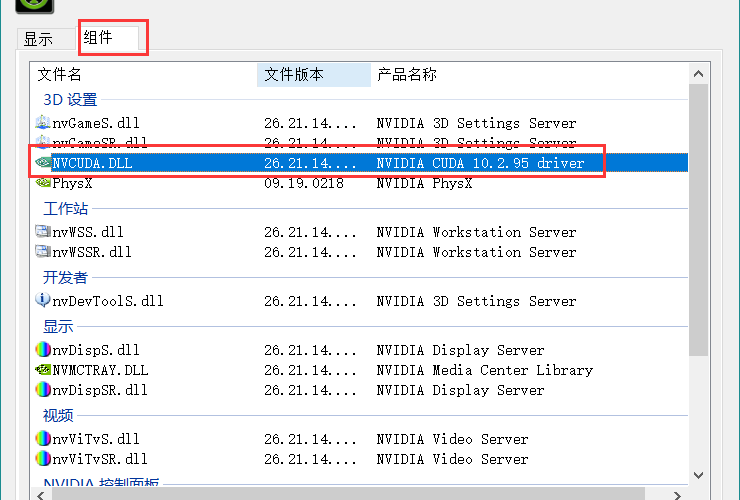 显示 组件
文件名 文件版本 产品名称
3D 设置
nvGameS.dll 26.21.14.... NVIDIA 3D Settings Server
nvGameSR.dll 26.21.14.... NVIDIA 3D Settings Server
NVCUDA.DLL 26.21.14.... NVIDIA CUDA 10.2.95 driver
PhysX 09.19.0218 NVIDIA PhysX
工作站
nvWSS.dll 26.21.14.... NVIDIA Workstation Server
nvWSSR.dll 26.21.14.... NVIDIA Workstation Server
开发者
nvDevToolS.dll 26.21.14.... NVIDIA 3D Settings Server
显示
nvDispS.dll 26.21.14.... NVIDIA Display Server
NVMCTRAY.DLL 26.21.14.... NVIDIA Media Center Library
nvDispSR.dll 26.21.14.... NVIDIA Display Server
视频
nvViTvS.dll 26.21.14.... NVIDIA Video Server
nvViTvSR.dll 26.21.14.... NVIDIA Video Server
NVIDIA 控制面板